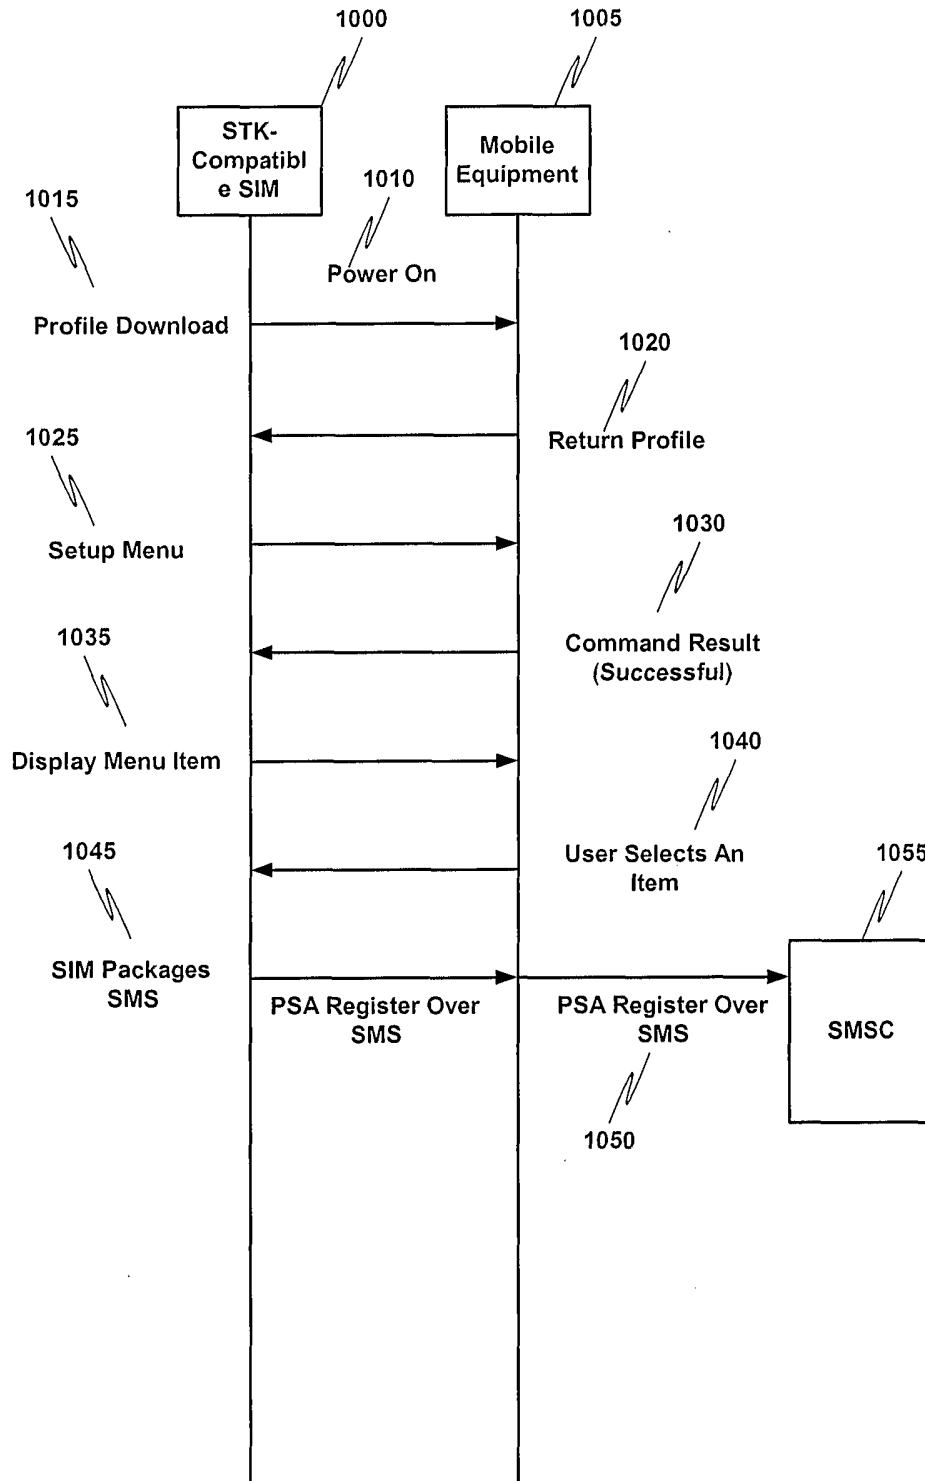 1000
1005
STK-
Compatibl
e SIM
Mobile
Equipment
1010
1015
Power On
Profile Download
1020
Return Profile
1025
Setup Menu
1030
Command Result
(Successful)
1035
Display Menu Item
1040
User Selects An
Item
1045
1055
SIM Packages
SMS
PSA Register Over
SMS
PSA Register Over
SMS
SMSC
1050